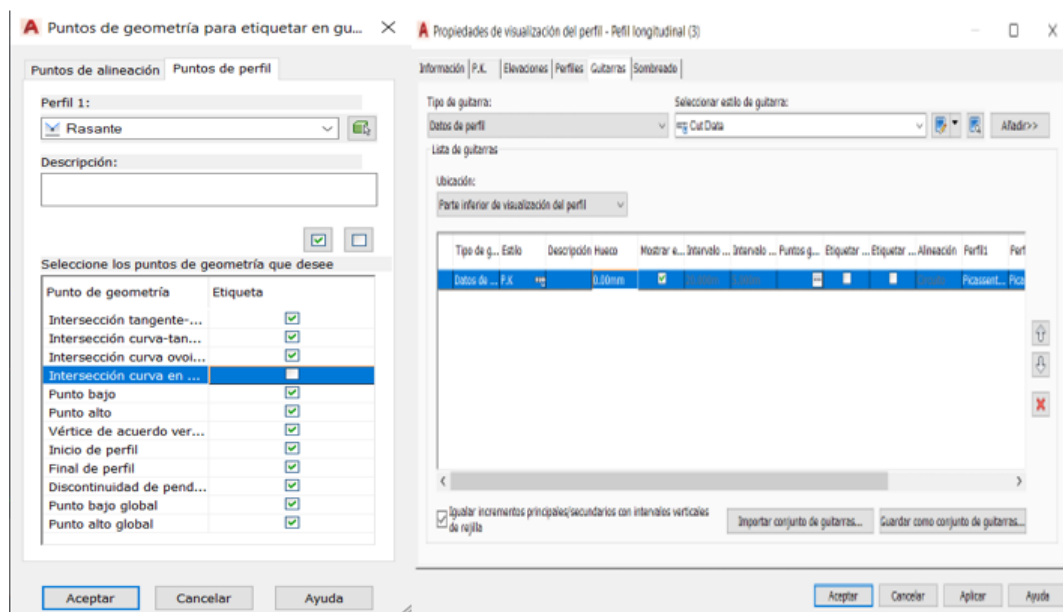 Puntos de geometría para etiquetar en gu...
Puntos de alineación Puntos de perfil
Perfil 1:
Rasante
Descripción:
Seleccione los puntos de geometría que desee
Punto de geometría Etiqueta
Intersección tangente-...
Intersección curva-tan...
Intersección curva ovoi...
Intersección curva en ...
Punto bajo
Punto alto
Vértice de acuerdo ver...
Inicio de perfil
Final de perfil
Discontinuidad de pend...
Punto bajo global
Punto alto global
Aceptar Cancelar Ayuda
Propiedades de visualización del perfil - Pefil longitudinal (3)
Información P.K. Elevaciones Perfiles Guitarras Sombreado
Tipo de guitarra: Seleccionar estilo de guitarra:
Datos de perfil Cut Data Añadir>>
Lista de guitarras
Ubicación:
Parte inferior de visualización del perfil
Tipo de g... Estilo Descripción Hueco Mostrar e... Intervalo ... Intervalo ... Puntos g... Etiquetar ... Etiquetar ... Alineación Perfil1 Perf
Datos de ... P.K 0.00mm Picassent... Pica
Igualar incrementos principales/secundarios con intervalos verticales
de rejilla
Importar conjunto de guitarras... Guardar como conjunto de guitarras...
Aceptar Cancelar Aplicar Ayuda